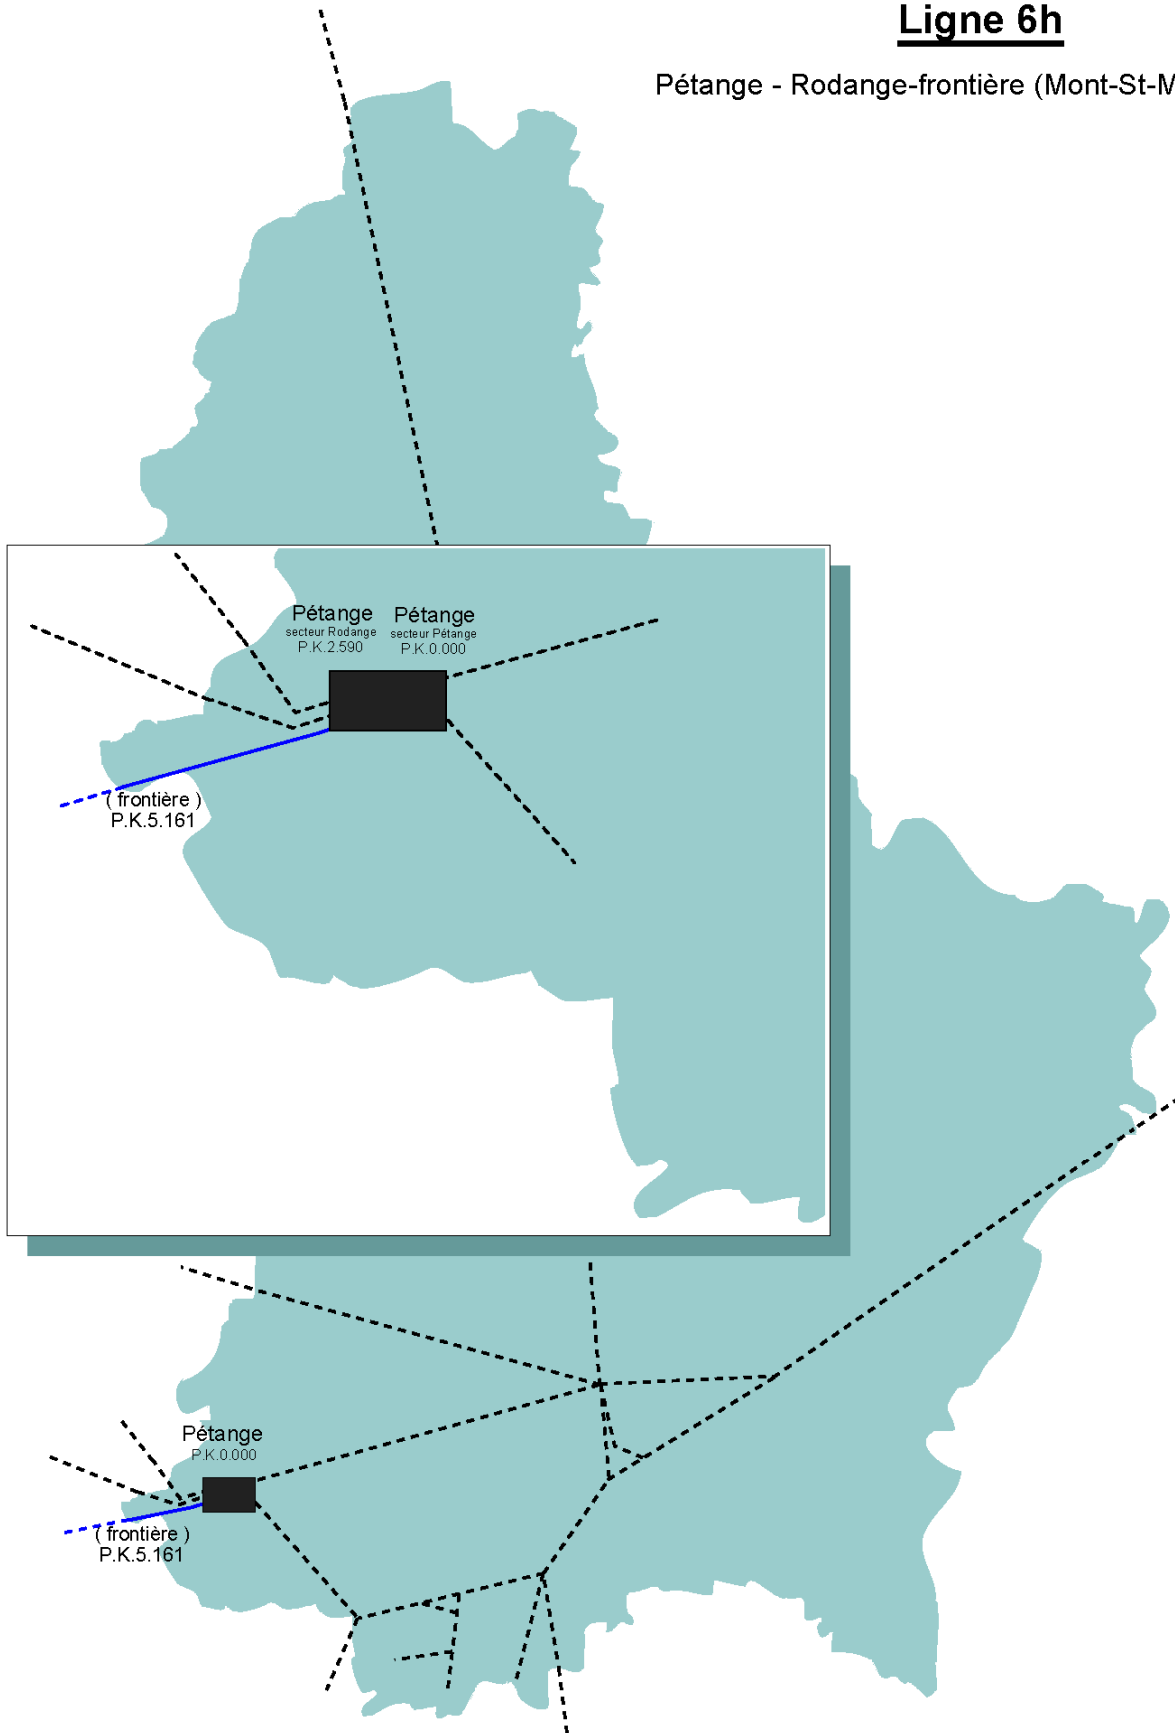 Ligne 6h
Pétange - Rodange-frontière (Mont-St-M
Pétange
secteur Rodange
P.K.2.590
Pétange
secteur Pétange
P.K.0.000
( frontière )
P.K.5.161
Pétange
P.K.0.000
( frontière )
P.K.5.161